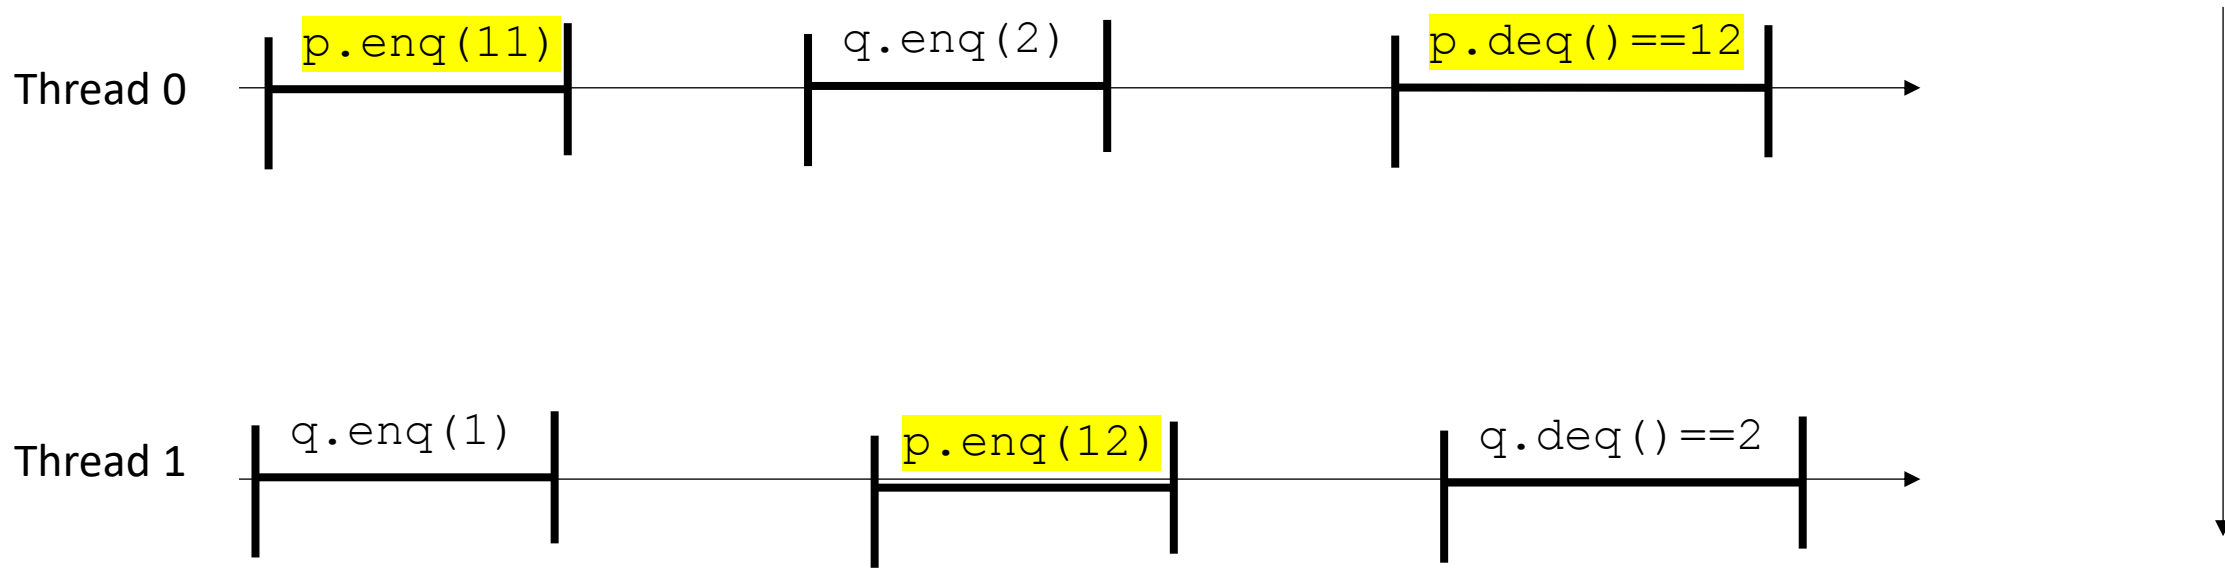 p.enq(11) q.enq(2) p.deq()==12
Thread 0
q.enq(1) p.enq(12) q.deq()==2
Thread 1